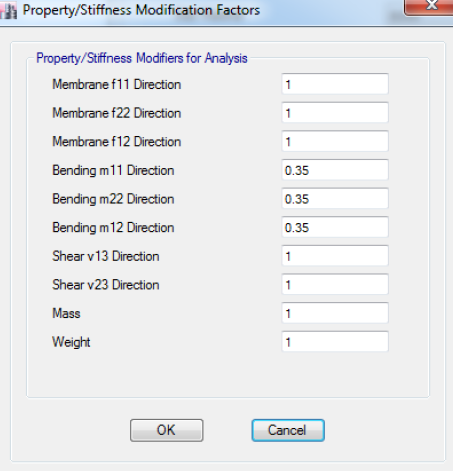 Property/Stiffness Modification Factors
Property/Stiffness Modifiers for Analysis
Membrane f11 Direction 1
Membrane f22 Direction 1
Membrane f12 Direction 1
Bending m11 Direction 0.35
Bending m22 Direction 0.35
Bending m12 Direction 0.35
Shear v13 Direction 1
Shear v23 Direction 1
Mass 1
Weight 1
OK Cancel